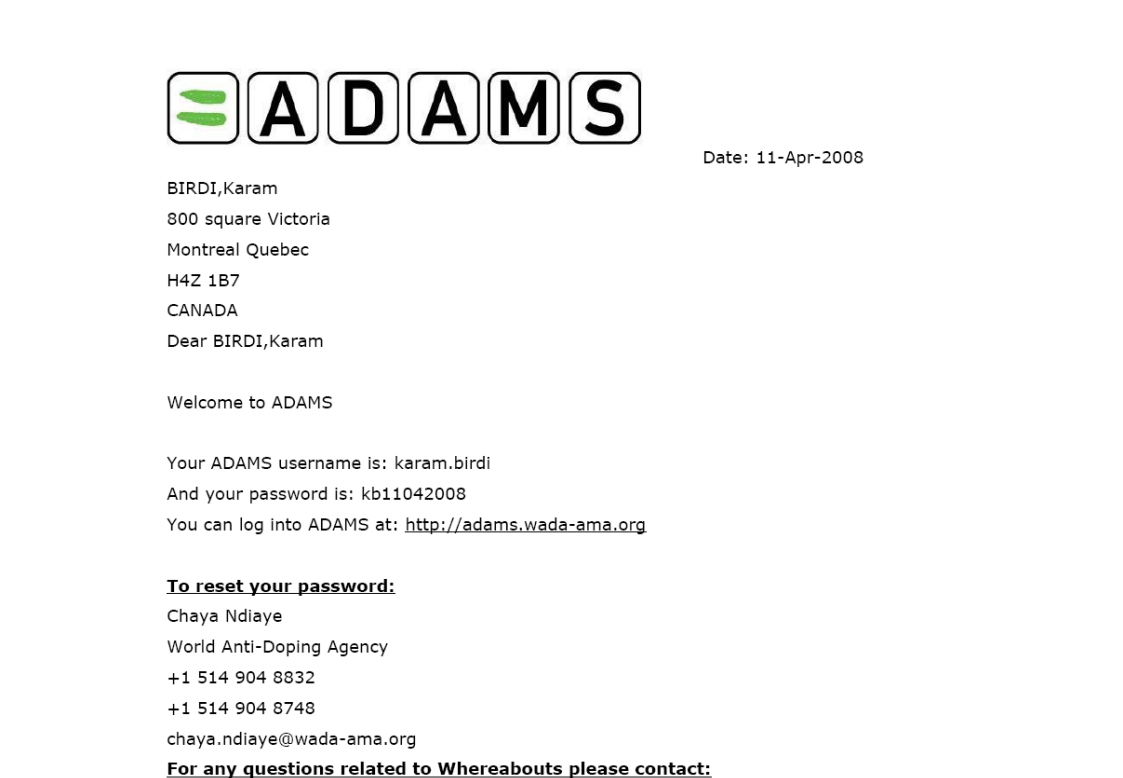 ADAMS
Date: 11-Apr-2008
BIRDI,Karam
800 square Victoria
Montreal Quebec
H4Z 1B7
CANADA
Dear BIRDI,Karam
Welcome to ADAMS
Your ADAMS username is: karam.birdi
And your password is: kb11042008
You can log into ADAMS at: http://adams.wada-ama.org
To reset your password:
Chaya Ndiaye
World Anti-Doping Agency
+1 514 904 8832
+1 514 904 8748
chaya.ndiaye@wada-ama.org
For any questions related to Whereabouts please contact: